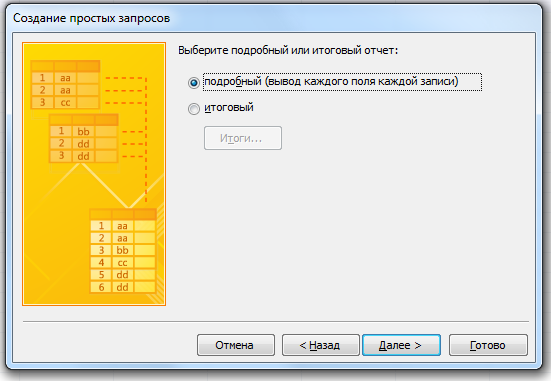 Создание простых запросов
Выберите подробный или итоговый отчет:
подробный (вывод каждого поля каждой записи)
итоговый
Итоги...
1 aa
2 aa
3 cc
1 bb
2 dd
3 dd
1 aa
2 aa
3 bb
4 cc
5 dd
6 dd
Отмена
< Назад
Далее >
Готово